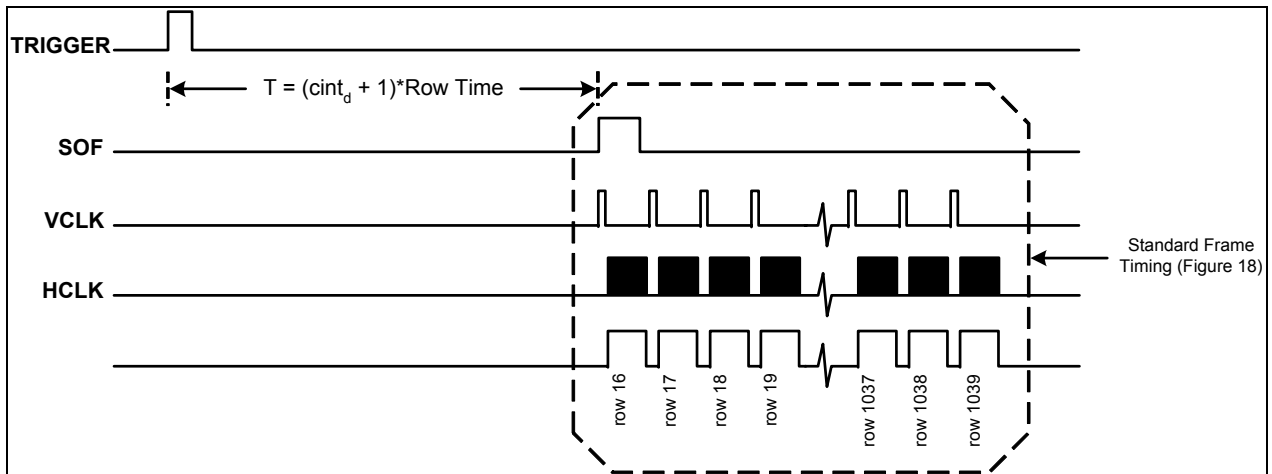 TRIGGER
T = (cint_d + 1)*Row Time
SOF
VCLK
Standard Frame
Timing (Figure 18)
HCLK
row 16
row 17
row 18
row 19
row 1037
row 1038
row 1039